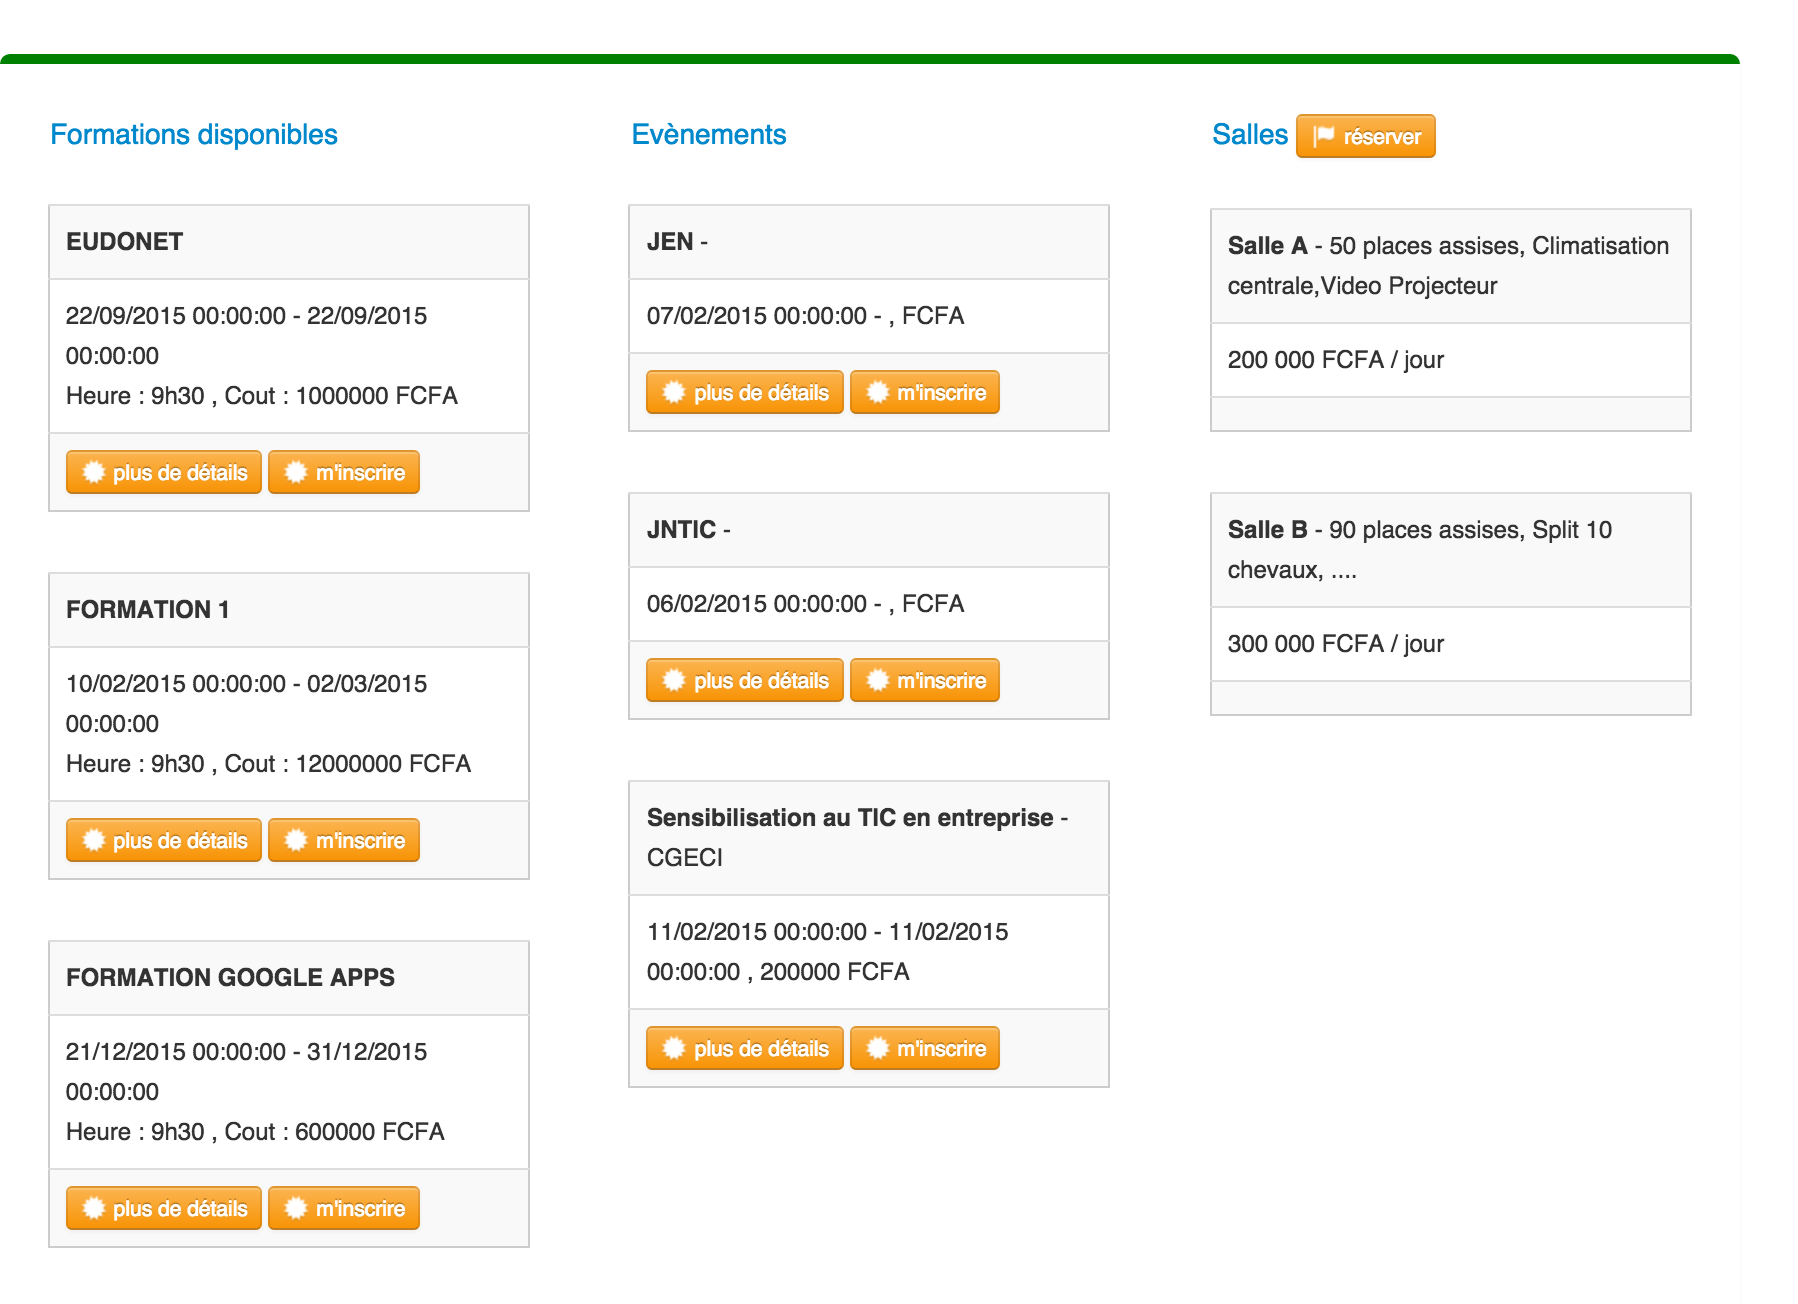 Formations disponibles
EUDONET
22/09/2015 00:00:00 - 22/09/2015
00:00:00
Heure : 9h30 , Cout : 1000000 FCFA
plus de détails m'inscrire
FORMATION 1
10/02/2015 00:00:00 - 02/03/2015
00:00:00
Heure : 9h30 , Cout : 12000000 FCFA
plus de détails m'inscrire
FORMATION GOOGLE APPS
21/12/2015 00:00:00 - 31/12/2015
00:00:00
Heure : 9h30 , Cout : 600000 FCFA
plus de détails m'inscrire
Evènements
JEN -
07/02/2015 00:00:00 - , FCFA
plus de détails m'inscrire
JNTIC -
06/02/2015 00:00:00 - , FCFA
plus de détails m'inscrire
Sensibilisation au TIC en entreprise -
CGECI
11/02/2015 00:00:00 - 11/02/2015
00:00:00 , 200000 FCFA
plus de détails m'inscrire
Salles réserver
Salle A - 50 places assises, Climatisation
centrale,Video Projecteur
200 000 FCFA / jour
Salle B - 90 places assises, Split 10
chevaux, ....
300 000 FCFA / jour